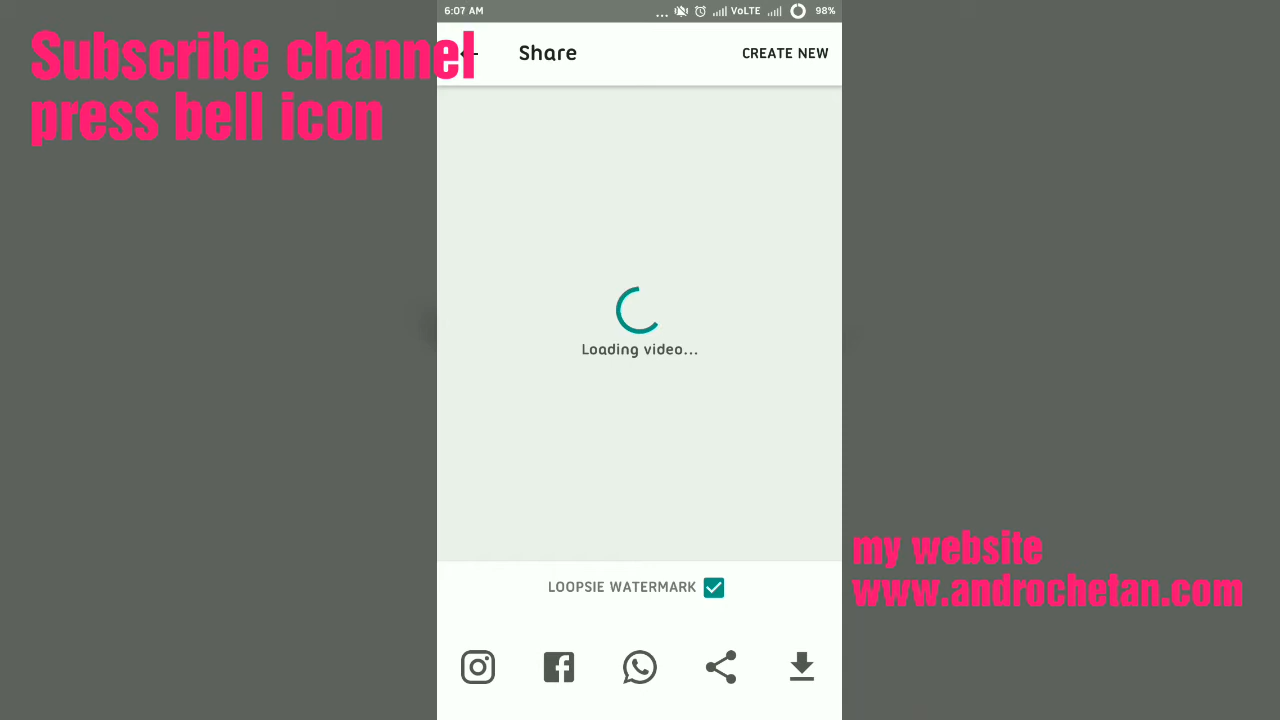 6:07 AM ... VoLTE 98%
Subscribe channel
press bell icon
Share CREATE NEW
Loading video...
my website
www.androchetan.com
LOOPSIE WATERMARK